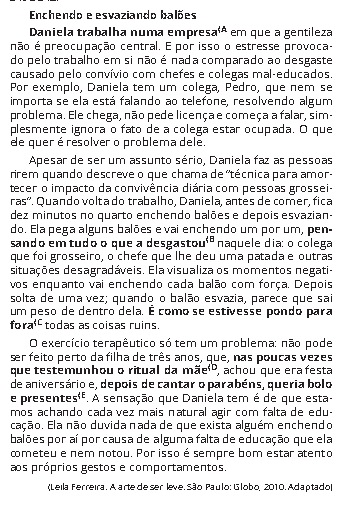 Enchendo e esvaziando balões
Daniela trabalha numa empresa(A em que a gentileza
não é preocupação central. E por isso o estresse provoca-
do pelo trabalho em si não é nada comparado ao desgaste
causado pelo convívio com chefes e colegas mal-educados.
Por exemplo, Daniela tem um colega, Pedro, que nem se
importa se ela está falando ao telefone, resolvendo algum
problema. Ele chega, não pede licença e começa a falar, sim-
plesmente ignora o fato de a colega estar ocupada. O que
ele quer é resolver o problema dele.
Apesar de ser um assunto sério, Daniela faz as pessoas
rirem quando descreve o que chama de “técnica para amor-
tecer o impacto da convivência diária com pessoas grossei-
ras”. Quando volta do trabalho, Daniela, antes de comer, fica
dez minutos no quarto enchendo balões e depois esvazian-
do. Ela pega alguns balões e vai enchendo um por um, pen-
sando em tudo o que a desgastou(B naquele dia: o colega
que foi grosseiro, o chefe que lhe deu uma patada e outras
situações desagradáveis. Ela visualiza os momentos negati-
vos enquanto vai enchendo cada balão com força. Depois
solta de uma vez; quando o balão esvazia, parece que sai
um peso de dentro dela. É como se estivesse pondo para
fora(C todas as coisas ruins.
O exercício terapêutico só tem um problema: não pode
ser feito perto da filha de três anos, que, nas poucas vezes
que testemunhou o ritual da mãe(D, achou que era festa
de aniversário e, depois de cantar o parabéns, queria bolo
e presentes(E. A sensação que Daniela tem é de que esta-
mos achando cada vez mais natural agir com falta de edu-
cação. Ela não duvida nada de que exista alguém enchendo
balões por aí por causa de alguma falta de educação que ela
cometeu e nem notou. Por isso é sempre bom estar atento
aos próprios gestos e comportamentos.
(Leila Ferreira. A arte de ser leve. São Paulo: Globo, 2010. Adaptado)